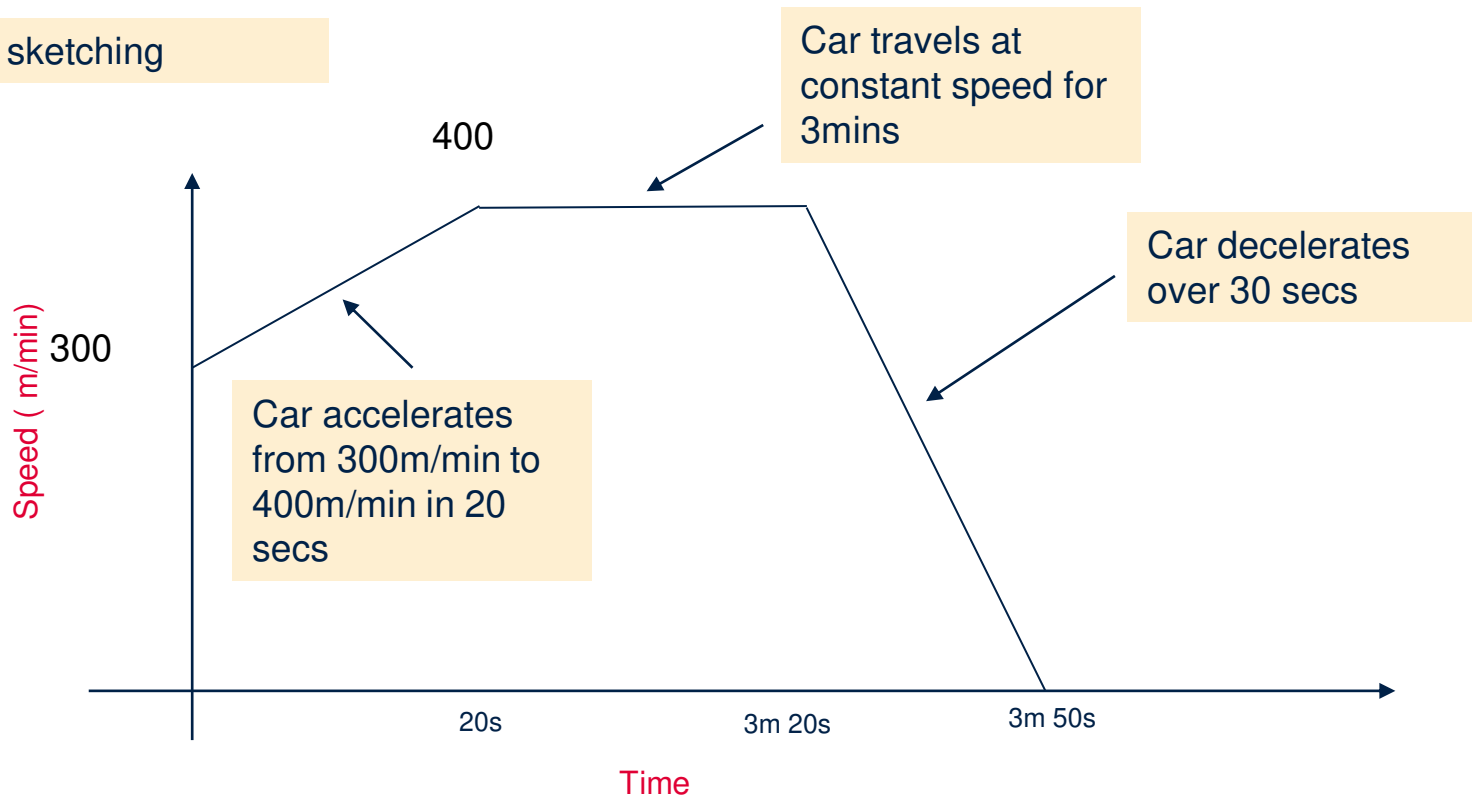 sketching
Car travels at
constant speed for
3mins
400
Car decelerates
over 30 secs
Speed ( m/min)
300
Car accelerates
from 300m/min to
400m/min in 20
secs
20s
3m 20s
3m 50s
Time